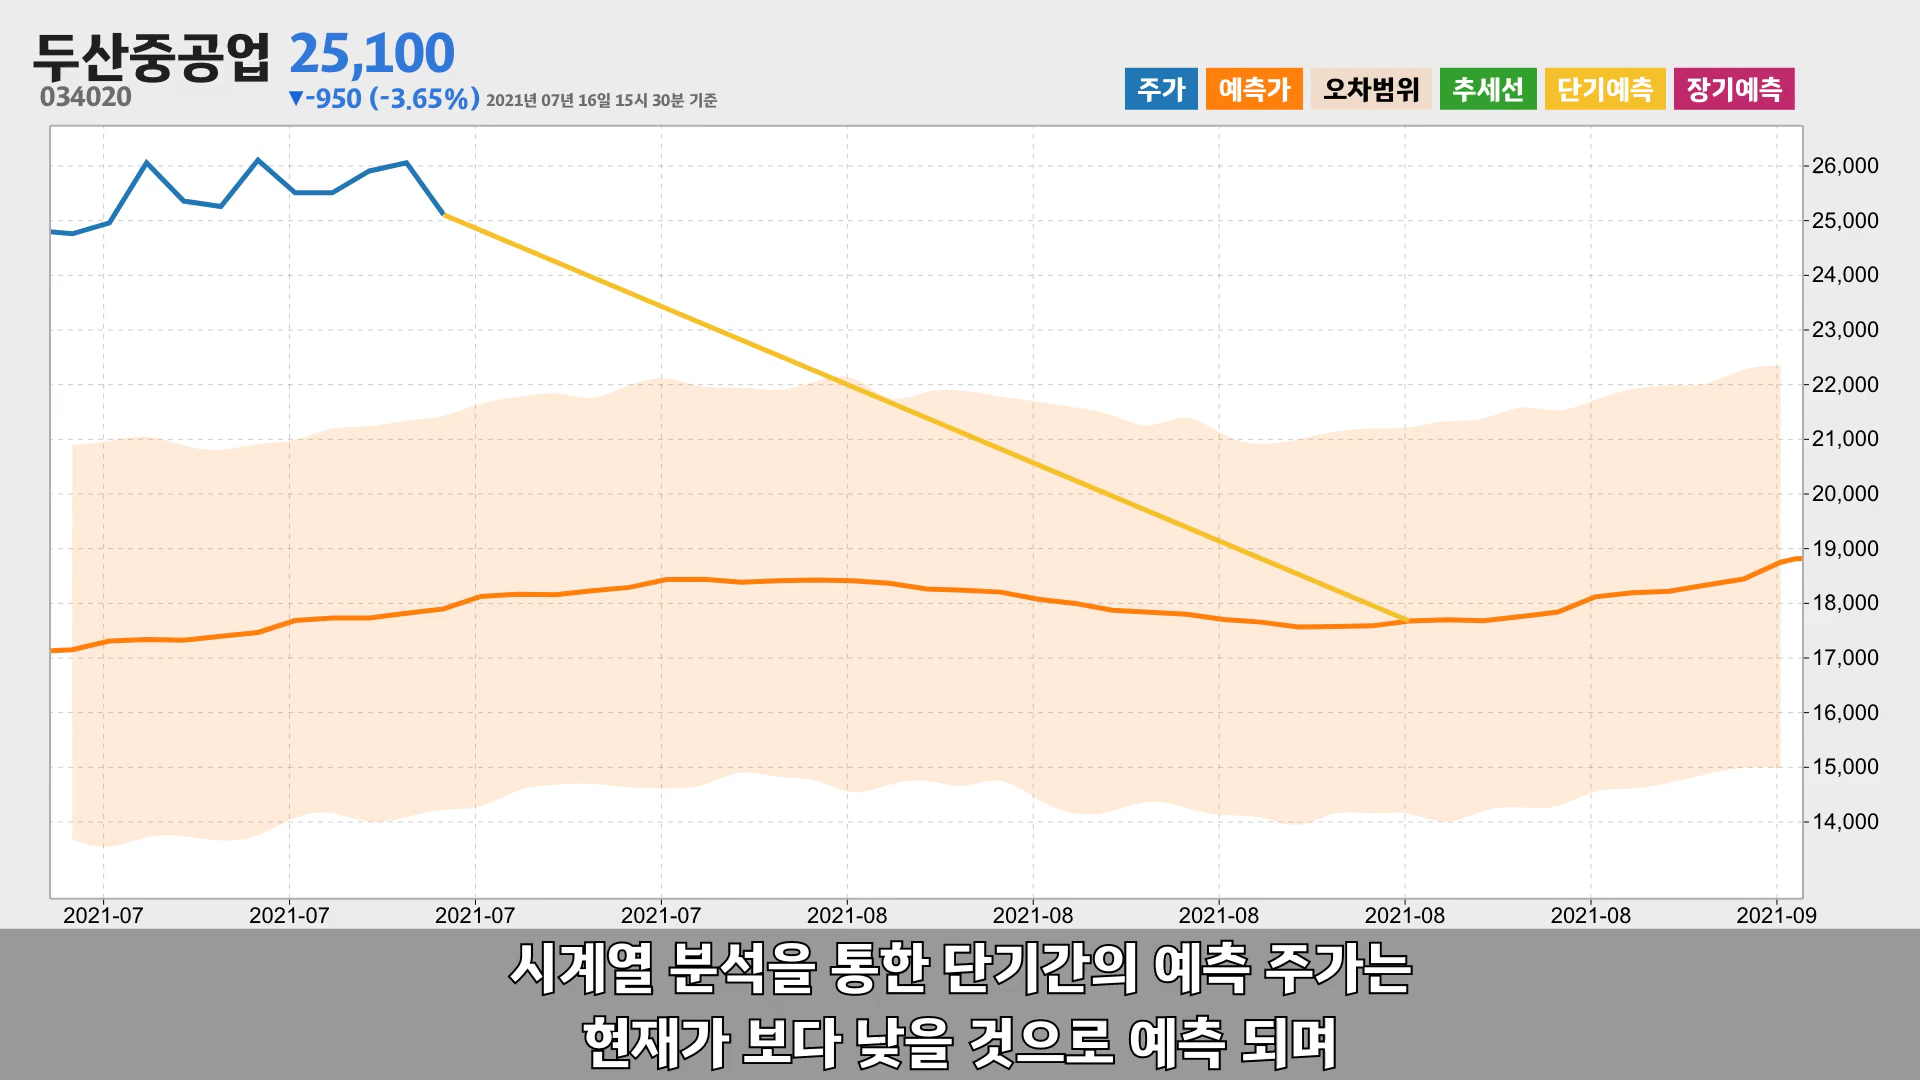 두산중공업 25,100
034020 ▼-950 (-3.65%) 2021년 07년 16일 15시 30분 기준
주가 예측가 오차범위 추세선 단기예측 장기예측
26,000
25,000
24,000
23,000
22,000
21,000
20,000
19,000
18,000
17,000
16,000
15,000
14,000
2021-07 2021-07 2021-07 2021-07 2021-08 2021-08 2021-08 2021-08 2021-08 2021-09
시계열 분석을 통한 단기간의 예측 주가는
현재가 보다 낮을 것으로 예측 되며